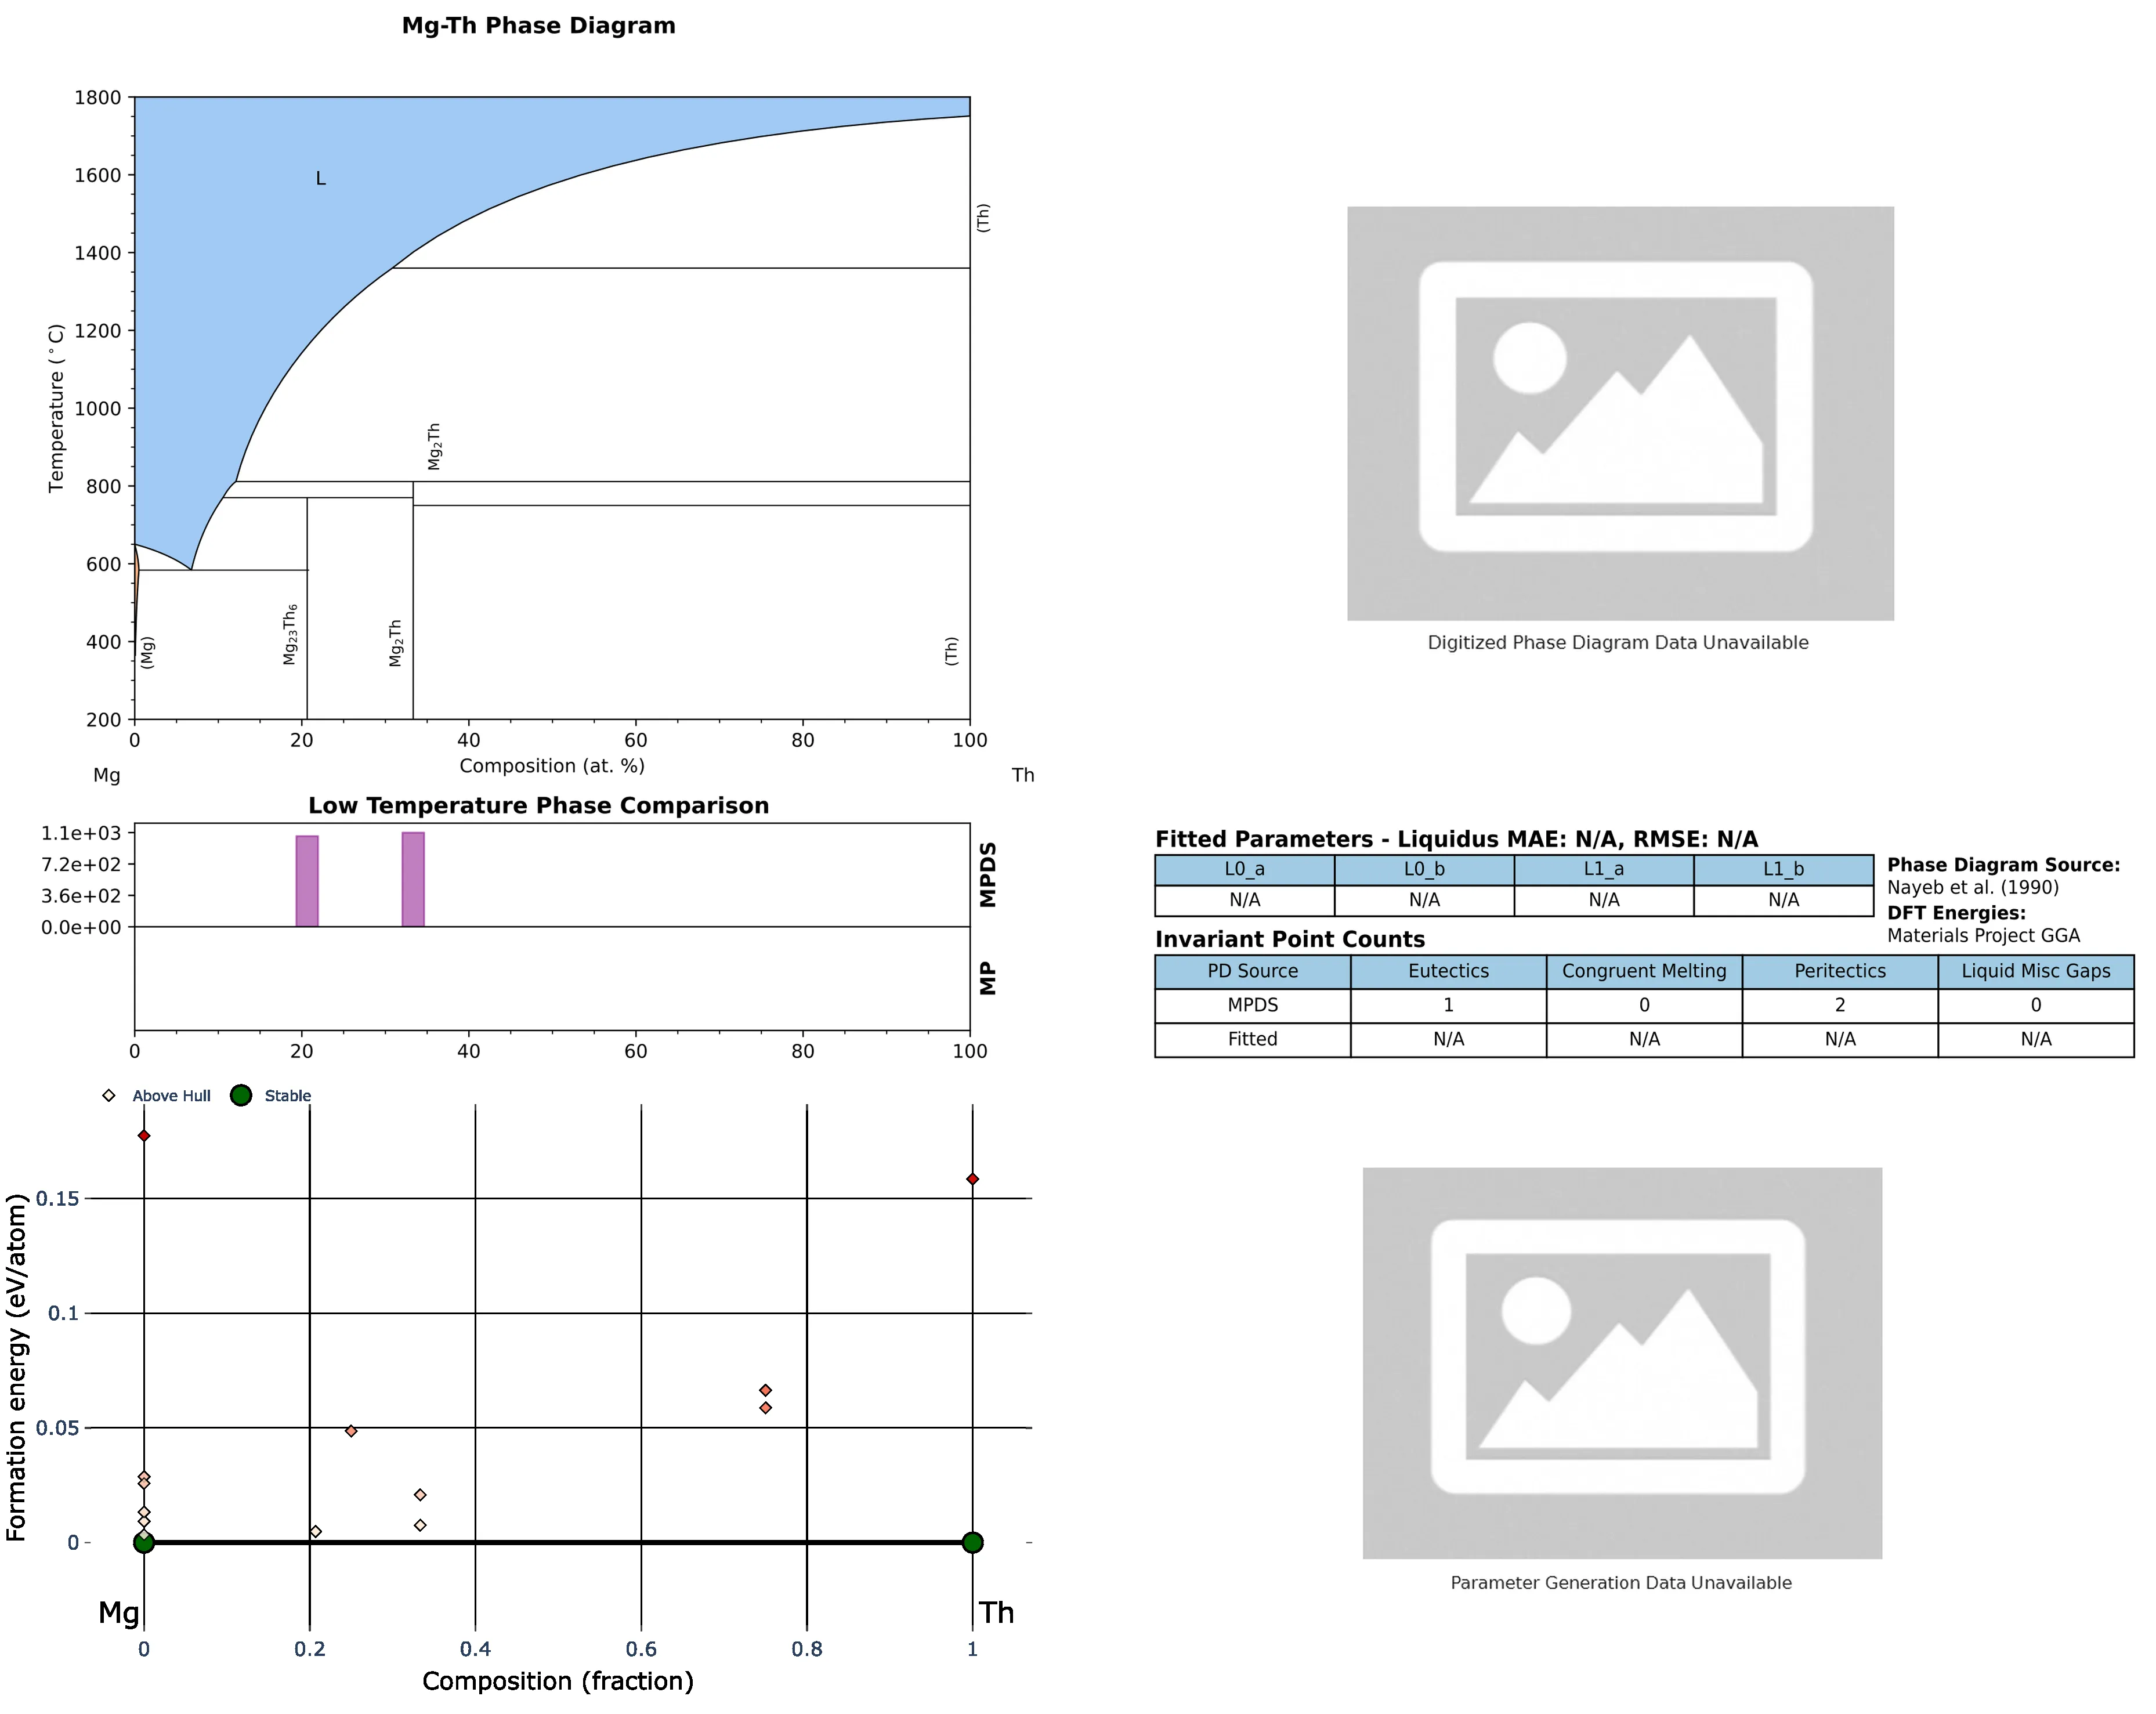 Mg-Th Phase Diagram
1800
1600
1400
1200
1000
800
600
400
200
Temperature (°C)
L
(Th)
Mg2Th
(Mg)
Mg23Th6
Mg2Th
(Th)
0 20 40 60 80 100
Composition (at. %)
Mg Th
Digitized Phase Diagram Data Unavailable
Low Temperature Phase Comparison
1.1e+03
7.2e+02
3.6e+02
0.0e+00
MPDS
MP
0 20 40 60 80 100
Fitted Parameters - Liquidus MAE: N/A, RMSE: N/A
L0_a L0_b L1_a L1_b
N/A N/A N/A N/A
Phase Diagram Source:
Nayeb et al. (1990)
DFT Energies:
Materials Project GGA
Invariant Point Counts
PD Source Eutectics Congruent Melting Peritectics Liquid Misc Gaps
MPDS 1 0 2 0
Fitted N/A N/A N/A N/A
Above Hull Stable
0.15
0.1
0.05
0
Formation energy (eV/atom)
Mg Th
0 0.2 0.4 0.6 0.8 1
Composition (fraction)
Parameter Generation Data Unavailable